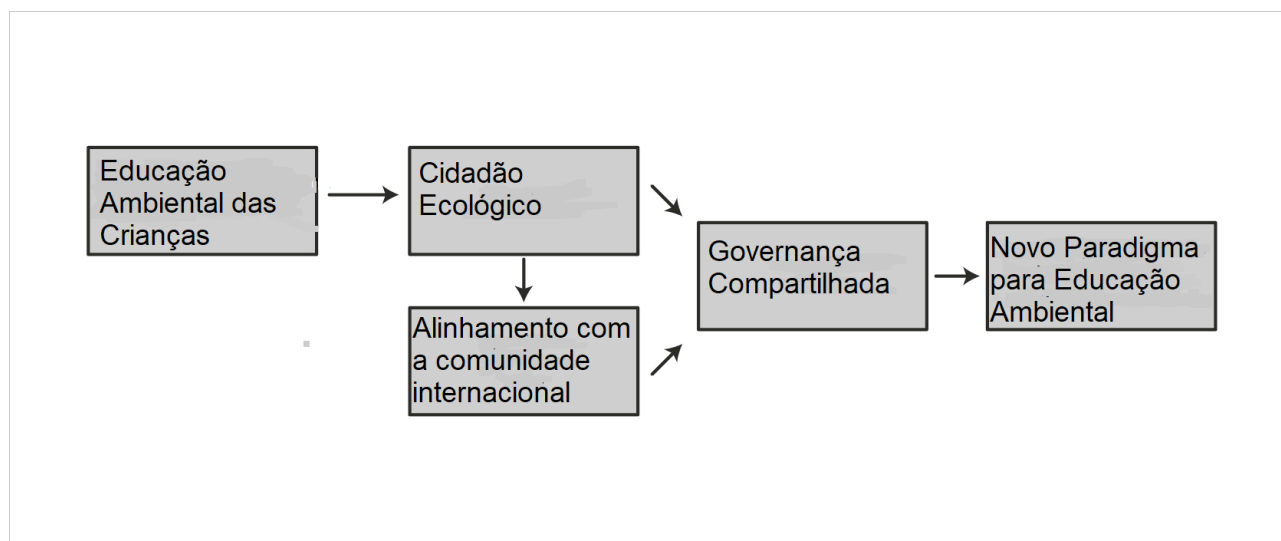 Educação
Ambiental das
Crianças
Cidadão
Ecológico
Alinhamento com
a comunidade
internacional
Governança
Compartilhada
Novo Paradigma
para Educação
Ambiental